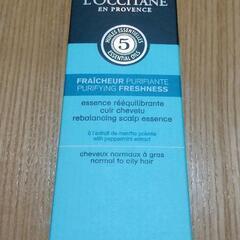 L'OCCITANE
EN PROVENCE
HUILES ESSENTIELLES
5
ESSENTIAL OILS
FRAÎCHEUR PURIFIANTE
PURIFYING FRESHNESS
essence rééquilibrante
cuir chevelu
rebalancing scalp essence
à l'extrait de menthe poivrée
with peppermint extract
cheveux normaux à gras
normal to oily hair